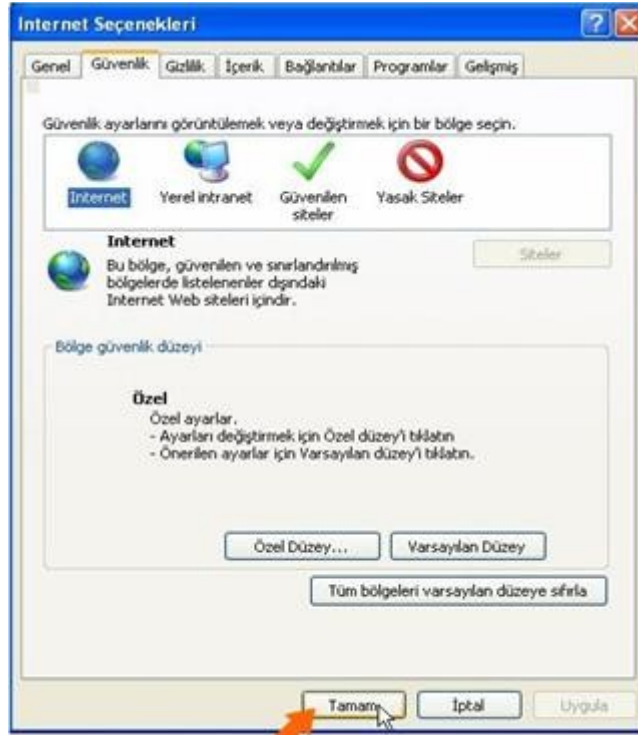 Internet Seçenekleri
Genel Güvenlik Gizlilik İçerik Bağlantılar Programlar Gelişmiş
Güvenlik ayarlarını görüntülemek veya değiştirmek için bir bölge seçin.
Internet Yerel intranet Güvenilen siteler Yasak Siteler
Internet
Siteler
Bu bölge, güvenilen ve sınırlandırılmış
bölgelerde listelenenler dışındaki
Internet Web siteleri içindir.
Bölge güvenlik düzeyi
Özel
Özel ayarlar.
- Ayarları değiştirmek için Özel düzey'i tıklatın
- Önerilen ayarlar için Varsayılan düzey'i tıklatın.
Özel Düzey... Varsayılan Düzey
Tüm bölgeleri varsayılan düzeye sıfırla
Tamam İptal Uygula